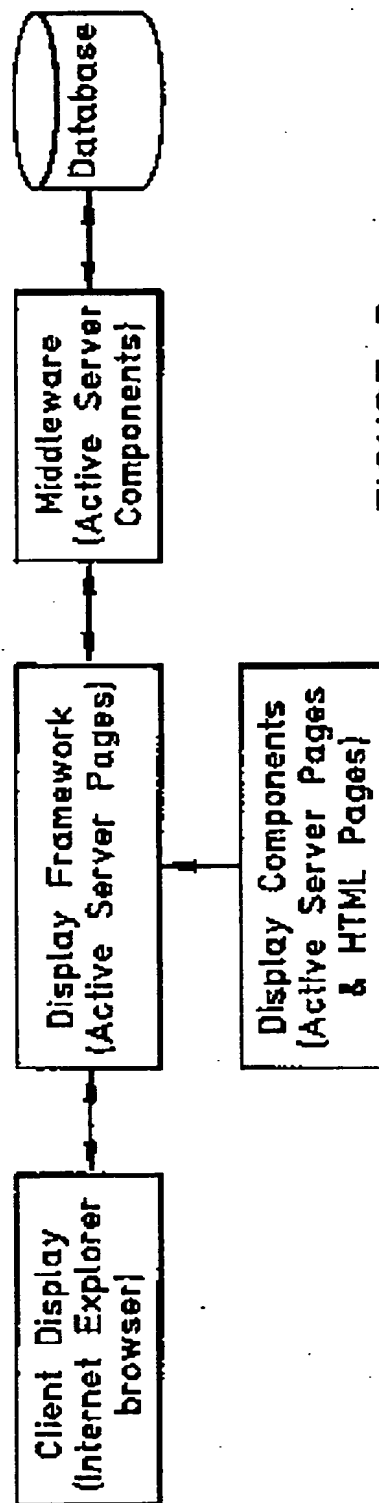 Client Display
(Internet Explorer
browser)
Display Framework
(Active Server Pages)
Middleware
(Active Server
Components)
Database
Display Components
(Active Server Pages
& HTML Pages)